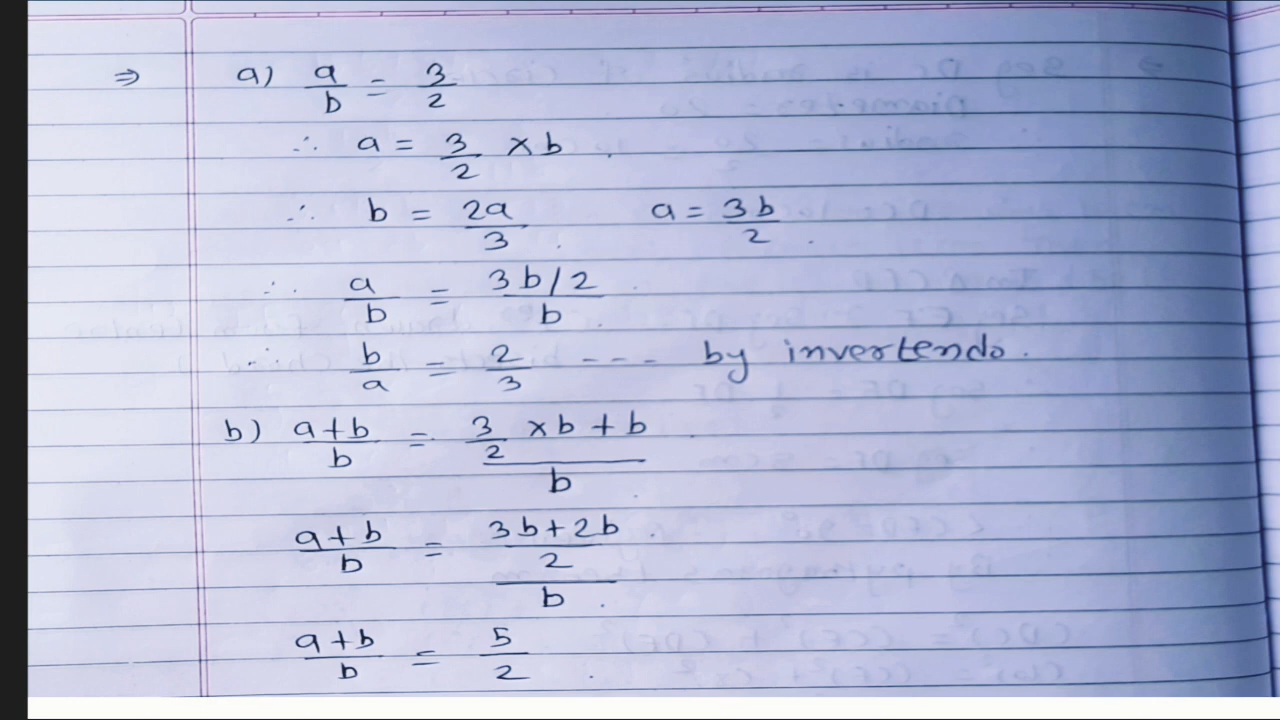 ⇒ a) a/b = 3/2
∴ a = 3/2 × b .
∴ b = 2a/3 . a = 3b/2 .
∴ a/b = (3b/2)/b .
∴ b/a = 2/3 --- by invertendo.
b) (a+b)/b = (3/2 × b + b)/b .
(a+b)/b = ((3b+2b)/2)/b .
(a+b)/b = 5/2 .